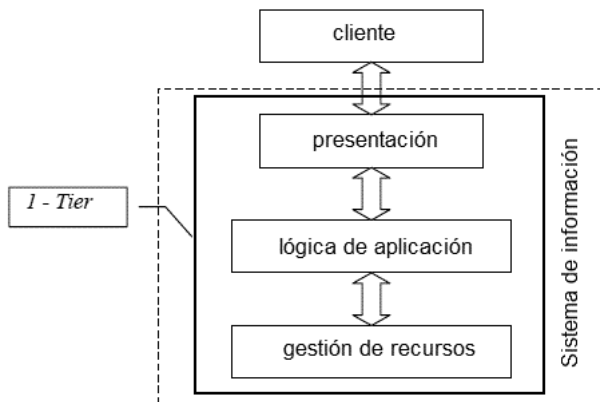 cliente
presentación
1 - Tier
lógica de aplicación
gestión de recursos
Sistema de información